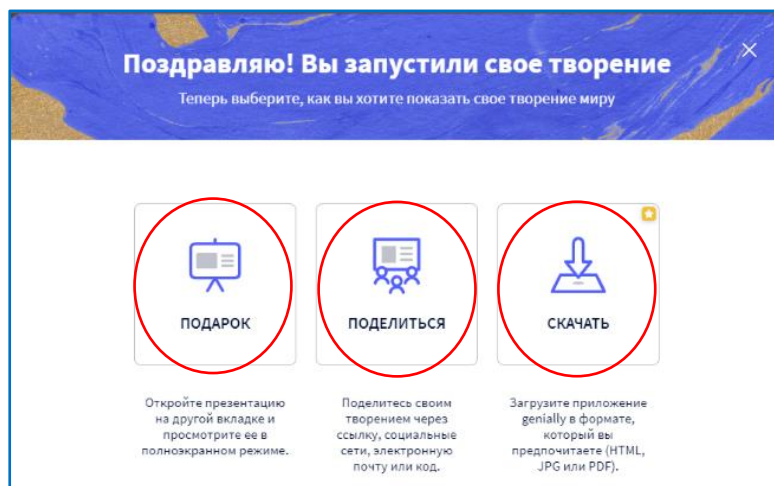 Поздравляю! Вы запустили свое творение
Теперь выберите, как вы хотите показать свое творение миру
ПОДАРОК
Откройте презентацию
на другой вкладке и
просмотрите ее в
полноэкранном режиме.
ПОДЕЛИТЬСЯ
Поделитесь своим
творением через
ссылку, социальные
сети, электронную
почту или код.
СКАЧАТЬ
Загрузите приложение
genially в формате,
который вы
предпочитаете (HTML,
JPG или PDF).